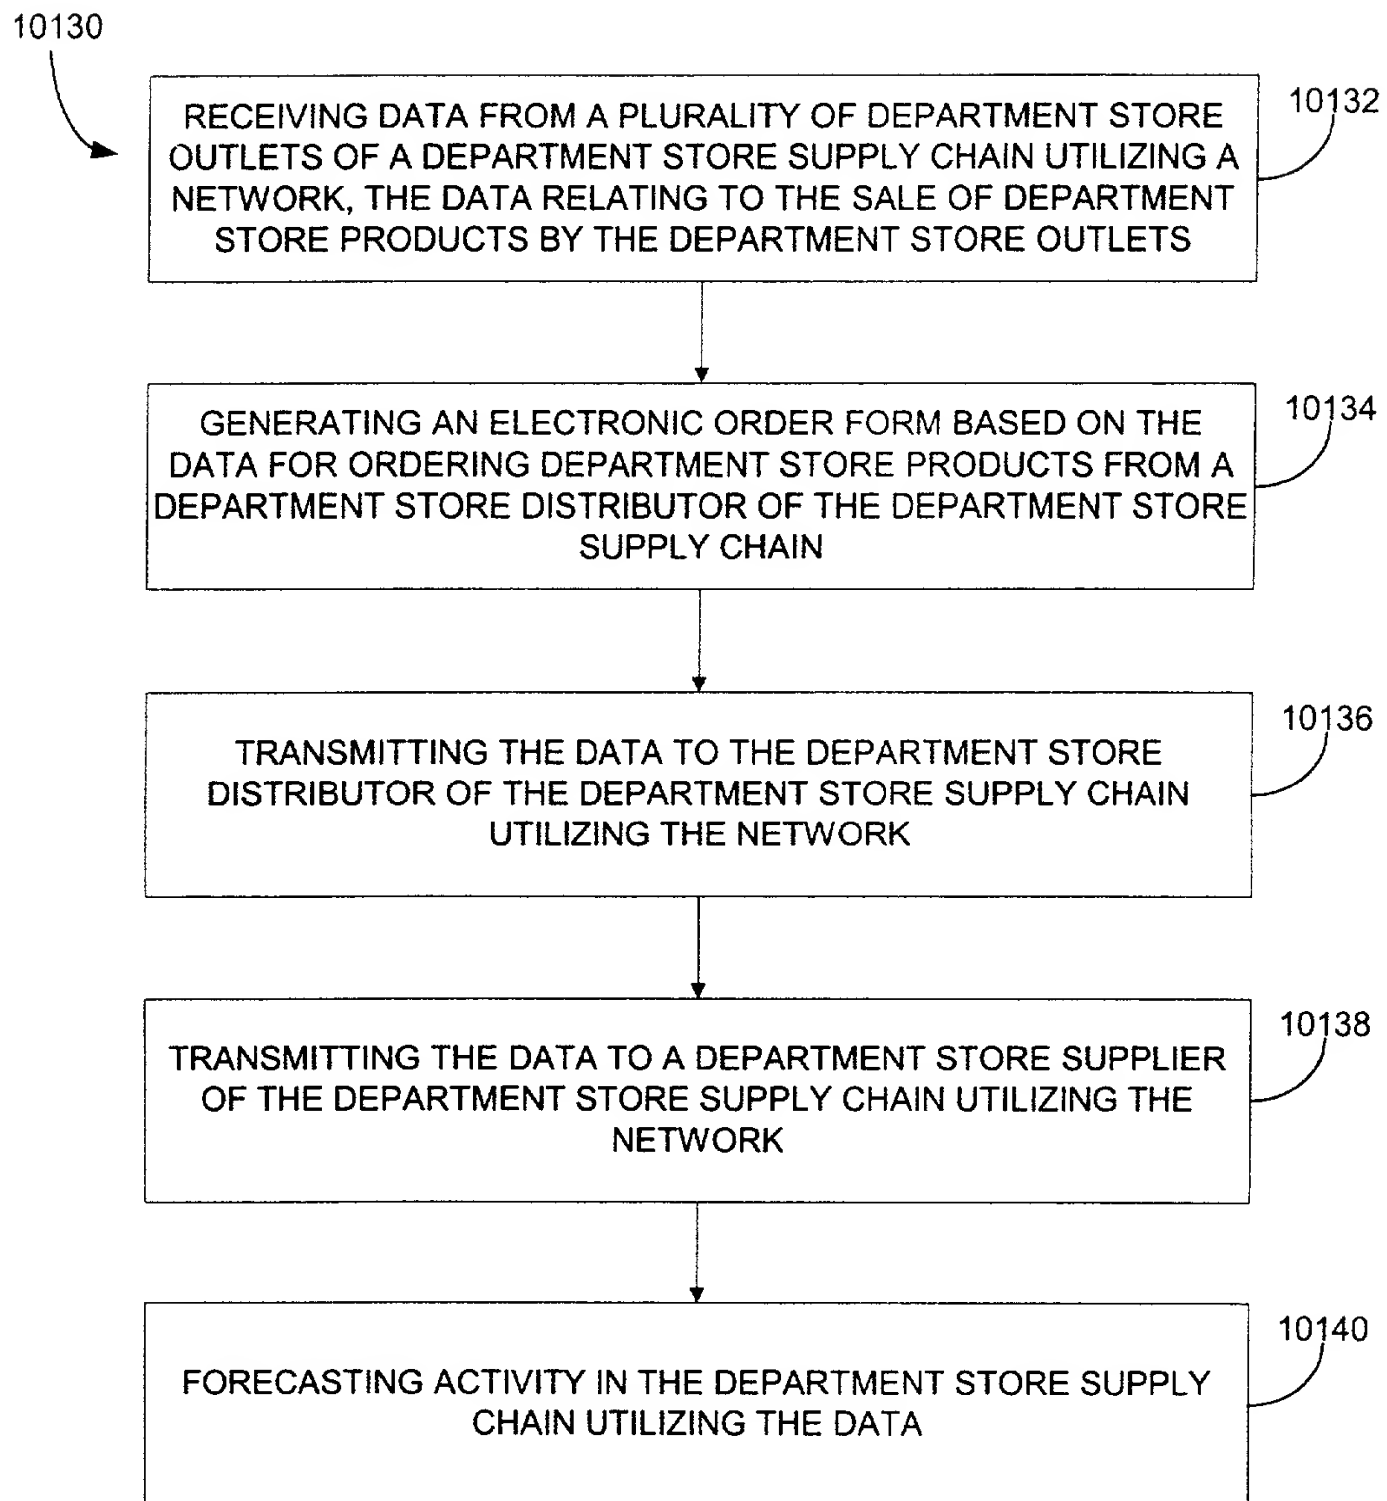 10130
RECEIVING DATA FROM A PLURALITY OF DEPARTMENT STORE
OUTLETS OF A DEPARTMENT STORE SUPPLY CHAIN UTILIZING A
NETWORK, THE DATA RELATING TO THE SALE OF DEPARTMENT
STORE PRODUCTS BY THE DEPARTMENT STORE OUTLETS
10132
GENERATING AN ELECTRONIC ORDER FORM BASED ON THE
DATA FOR ORDERING DEPARTMENT STORE PRODUCTS FROM A
DEPARTMENT STORE DISTRIBUTOR OF THE DEPARTMENT STORE
SUPPLY CHAIN
10134
TRANSMITTING THE DATA TO THE DEPARTMENT STORE
DISTRIBUTOR OF THE DEPARTMENT STORE SUPPLY CHAIN
UTILIZING THE NETWORK
10136
TRANSMITTING THE DATA TO A DEPARTMENT STORE SUPPLIER
OF THE DEPARTMENT STORE SUPPLY CHAIN UTILIZING THE
NETWORK
10138
FORECASTING ACTIVITY IN THE DEPARTMENT STORE SUPPLY
CHAIN UTILIZING THE DATA
10140